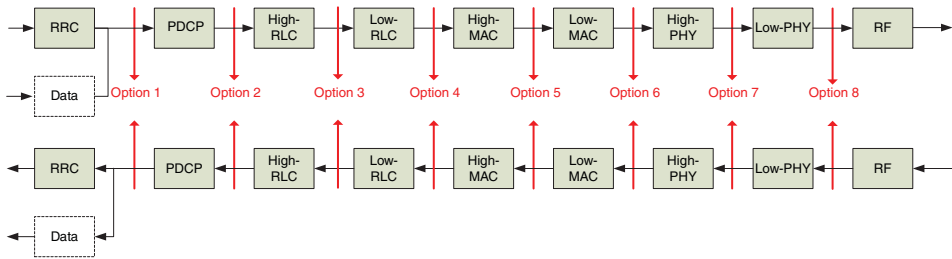 RRC
PDCP
High-
RLC
Low-
RLC
High-
MAC
Low-
MAC
High-
PHY
Low-PHY
RF
Data
Option 1
Option 2
Option 3
Option 4
Option 5
Option 6
Option 7
Option 8
RRC
PDCP
High-
RLC
Low-
RLC
High-
MAC
Low-
MAC
High-
PHY
Low-PHY
RF
Data